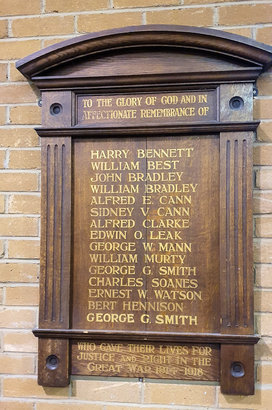 TO THE GLORY OF GOD AND IN
AFFECTIONATE REMEMBRANCE OF
HARRY BENNETT
WILLIAM BEST
JOHN BRADLEY
WILLIAM BRADLEY
ALFRED E. CANN
SIDNEY V. CANN
ALFRED CLARKE
EDWIN O. LEAK
GEORGE W. MANN
WILLIAM MURTY
GEORGE G. SMITH
CHARLES SOANES
ERNEST W. WATSON
BERT HENNISON
GEORGE G. SMITH
WHO GAVE THEIR LIVES FOR
JUSTICE AND RIGHT IN THE
GREAT WAR 1914-1918